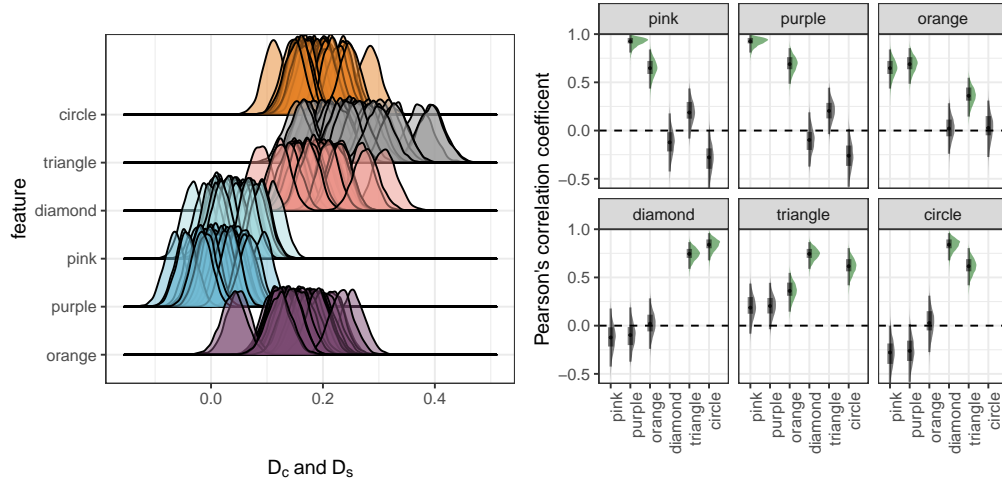 feature
circle
triangle
diamond
pink
purple
orange
0.0 0.2 0.4
D_c and D_s
Pearson's correlation coefficent
pink purple orange
1.0
0.5
0.0
−0.5
diamond triangle circle
1.0
0.5
0.0
−0.5
pink purple orange diamond triangle circle
pink purple orange diamond triangle circle
pink purple orange diamond triangle circle